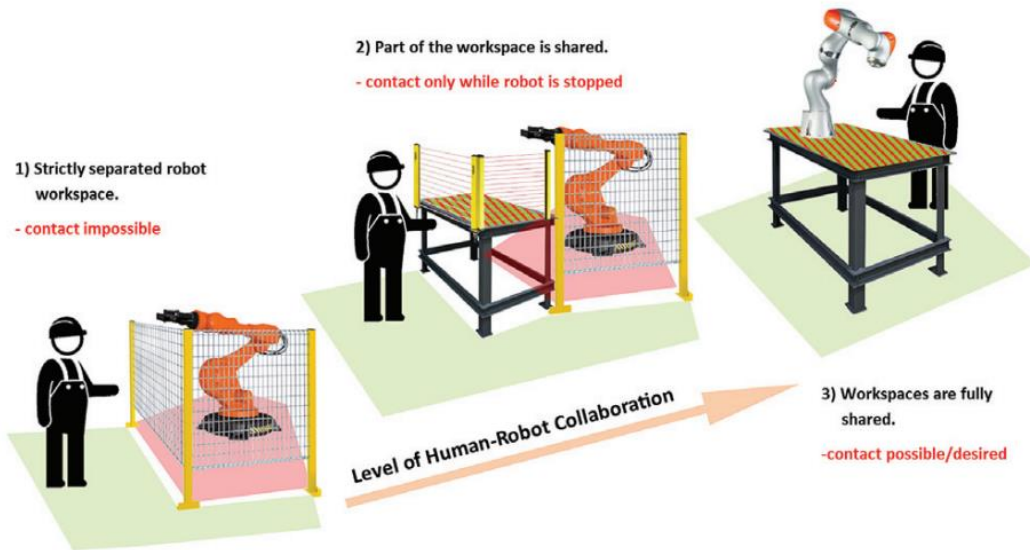 1) Strictly separated robot
workspace.
- contact impossible
2) Part of the workspace is shared.
- contact only while robot is stopped
3) Workspaces are fully
shared.
-contact possible/desired
Level of Human-Robot Collaboration